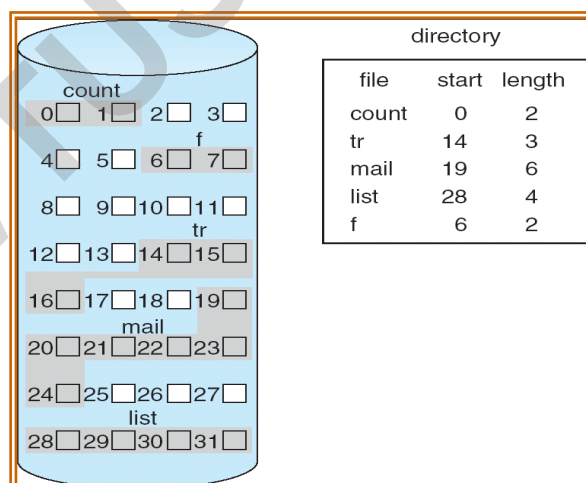 directory
file start length
count 0 2
tr 14 3
mail 19 6
list 28 4
f 6 2
count
0 1 2 3
f
4 5 6 7
8 9 10 11
tr
12 13 14 15
16 17 18 19
mail
20 21 22 23
24 25 26 27
list
28 29 30 31
TUS